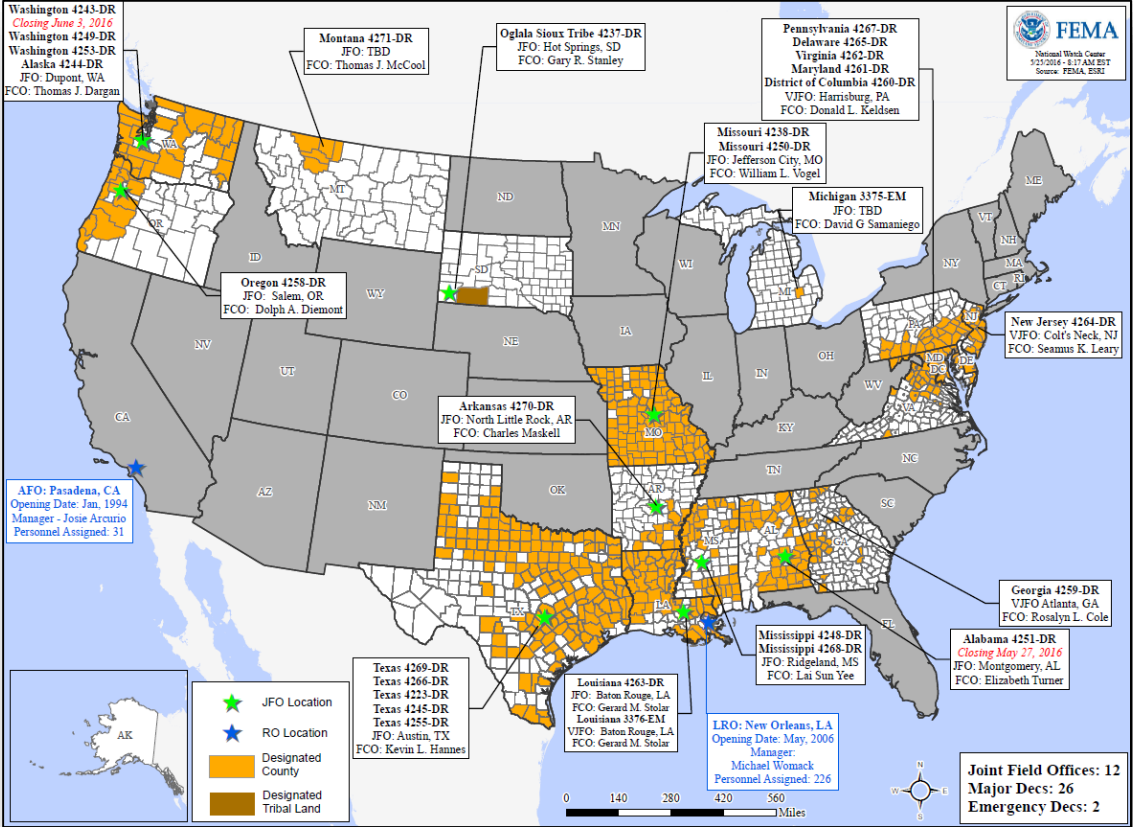 Washington 4243-DR
Closing June 3, 2016
Washington 4249-DR
Washington 4253-DR
Alaska 4244-DR
JFO: Dupont, WA
FCO: Thomas J. Dargan
Montana 4271-DR
JFO: TBD
FCO: Thomas J. McCool
Oglala Sioux Tribe 4237-DR
JFO: Hot Springs, SD
FCO: Gary R. Stanley
Pennsylvania 4267-DR
Delaware 4265-DR
Virginia 4262-DR
Maryland 4261-DR
District of Columbia 4260-DR
VJFO: Harrisburg, PA
FCO: Donald L. Keldsen
FEMA
National Watch Center
5/25/2016 - 8:17 AM EST
Source: FEMA, ESRI
Missouri 4238-DR
Missouri 4250-DR
JFO: Jefferson City, MO
FCO: William L. Vogel
Michigan 3375-EM
JFO: TBD
FCO: David G Samaniego
WA
MT
ND
MN
ME
VT
NH
NY
MA
RI
CT
OR
ID
SD
WI
MI
WY
Oregon 4258-DR
JFO: Salem, OR
FCO: Dolph A. Diemont
New Jersey 4264-DR
VJFO: Colt's Neck, NJ
FCO: Seamus K. Leary
NV
UT
NE
IA
PA
NJ
OH
MD
DE
DC
IL
IN
WV
VA
CA
CO
MO
KY
Arkansas 4270-DR
JFO: North Little Rock, AR
FCO: Charles Maskell
AZ
NM
OK
AR
TN
NC
SC
AFO: Pasadena, CA
Opening Date: Jan, 1994
Manager - Josie Arcurio
Personnel Assigned: 31
MS
AL
GA
TX
LA
FL
Georgia 4259-DR
VJFO Atlanta, GA
FCO: Rosalyn L. Cole
Mississippi 4248-DR
Mississippi 4268-DR
JFO: Ridgeland, MS
FCO: Lai Sun Yee
Alabama 4251-DR
Closing May 27, 2016
JFO: Montgomery, AL
FCO: Elizabeth Turner
Texas 4269-DR
Texas 4266-DR
Texas 4223-DR
Texas 4245-DR
Texas 4255-DR
JFO: Austin, TX
FCO: Kevin L. Hannes
Louisiana 4263-DR
JFO: Baton Rouge, LA
FCO: Gerard M. Stolar
Louisiana 3376-EM
VJFO: Baton Rouge, LA
FCO: Gerard M. Stolar
LRO: New Orleans, LA
Opening Date: May, 2006
Manager:
Michael Womack
Personnel Assigned: 226
AK
JFO Location
RO Location
Designated
County
Designated
Tribal Land
0 140 280 420 560
Miles
N
W E
S
Joint Field Offices: 12
Major Decs: 26
Emergency Decs: 2